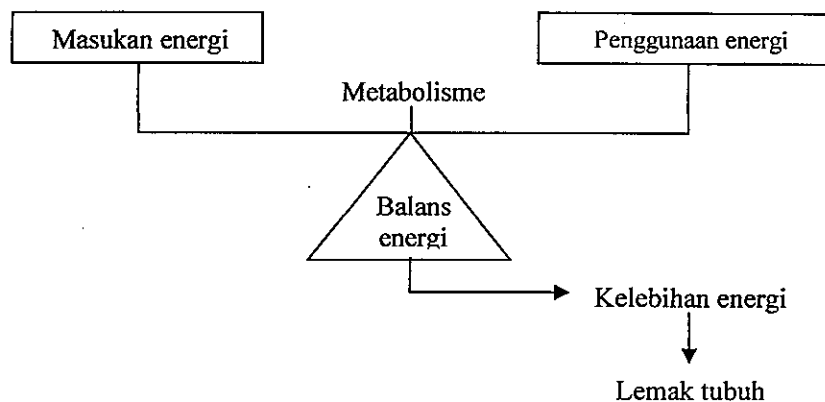 Masukan energi
Penggunaan energi
Metabolisme
Balans
energi
Kelebihan energi
Lemak tubuh